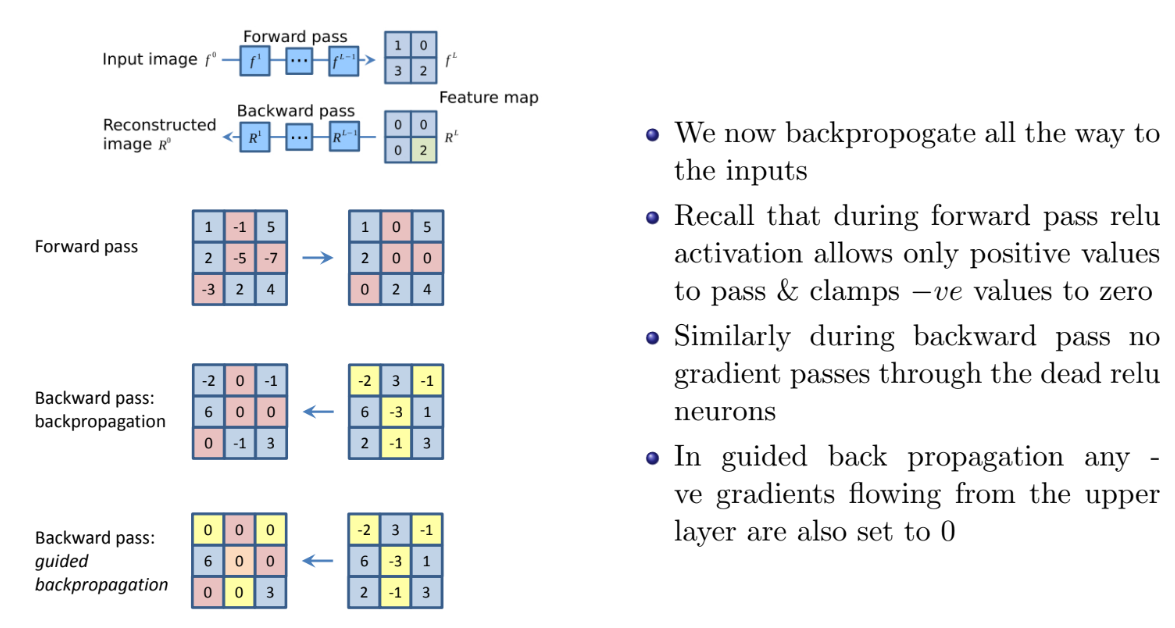 Forward pass
Input image f⁰ f¹ ... fᴸ⁻¹ 1 0 fᴸ
3 2
Feature map
Backward pass
Reconstructed image R⁰ R¹ ... Rᴸ⁻¹ 0 0 Rᴸ
0 2
Forward pass
1 -1 5 1 0 5
2 -5 -7 2 0 0
-3 2 4 0 2 4
Backward pass:
backpropagation
-2 0 -1 -2 3 -1
6 0 0 6 -3 1
0 -1 3 2 -1 3
Backward pass:
guided
backpropagation
0 0 0 -2 3 -1
6 0 0 6 -3 1
0 0 3 2 -1 3
We now backpropogate all the way to
the inputs
Recall that during forward pass relu
activation allows only positive values
to pass & clamps −ve values to zero
Similarly during backward pass no
gradient passes through the dead relu
neurons
In guided back propagation any -
ve gradients flowing from the upper
layer are also set to 0